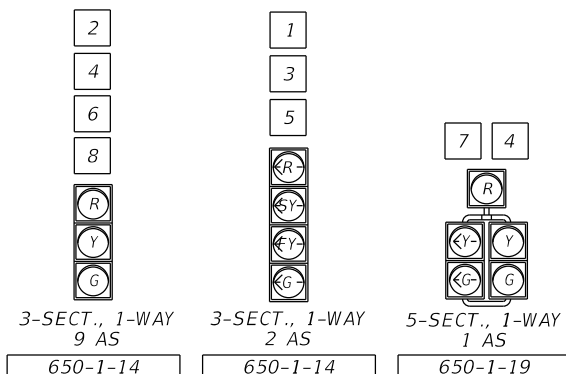 2
4
6
8
R
Y
G
3-SECT., 1-WAY
9 AS
650-1-14
1
3
5
R
SY
FY
G
3-SECT., 1-WAY
2 AS
650-1-14
7 4
R
Y Y
G G
5-SECT., 1-WAY
1 AS
650-1-19